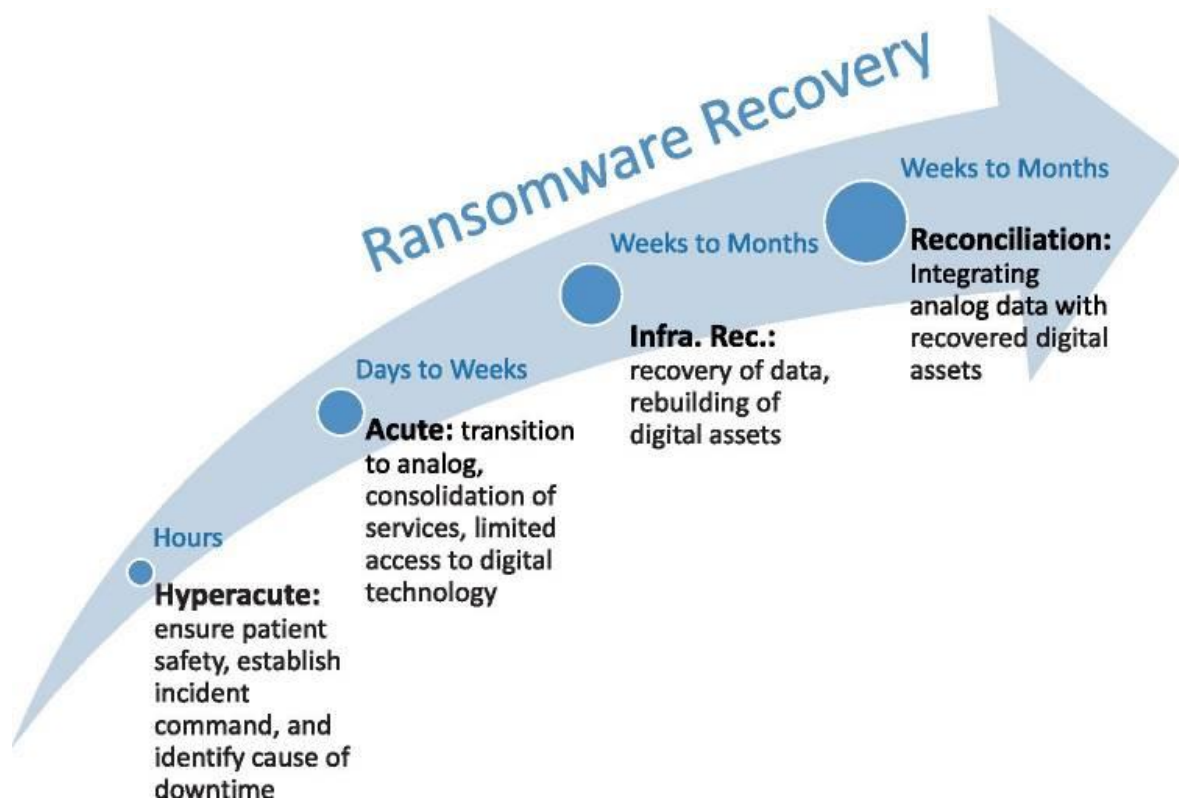 Ransomware Recovery
Hours
Hyperacute:
ensure patient
safety, establish
incident
command, and
identify cause of
downtime
Days to Weeks
Acute: transition
to analog,
consolidation of
services, limited
access to digital
technology
Weeks to Months
Infra. Rec.:
recovery of data,
rebuilding of
digital assets
Weeks to Months
Reconciliation:
Integrating
analog data with
recovered digital
assets